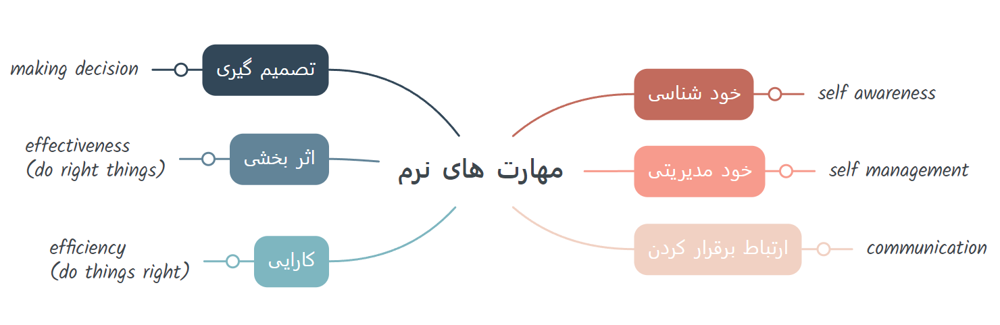 مهارت های نرم
خود شناسی
self awareness
خود مدیریتی
self management
ارتباط برقرار کردن
communication
تصمیم گیری
making decision
اثر بخشی
effectiveness
(do right things)
کارایی
efficiency
(do things right)